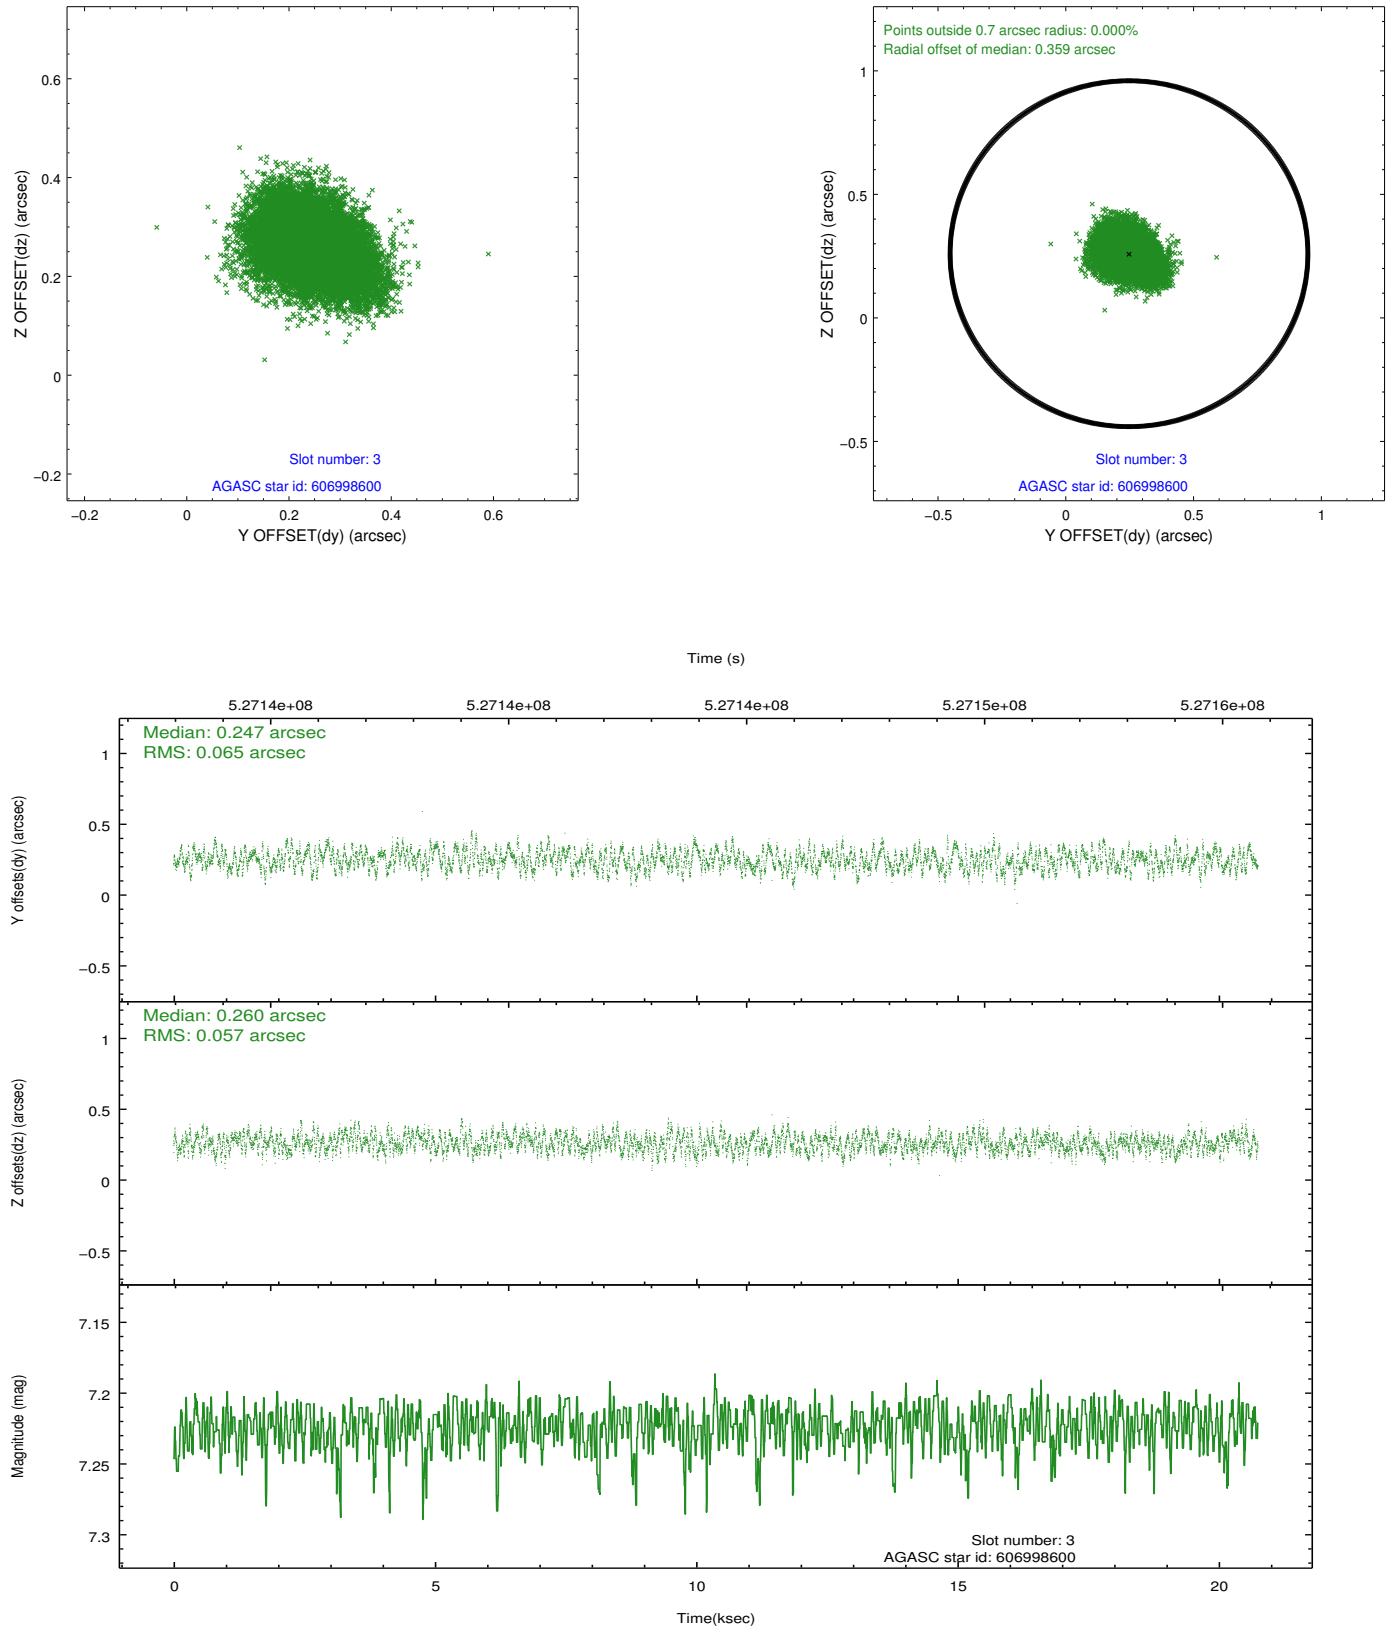 0.6
0.4
0.2
0
−0.2
Z OFFSET(dz) (arcsec)
Slot number: 3
AGASC star id: 606998600
−0.2 0 0.2 0.4 0.6
Y OFFSET(dy) (arcsec)
Points outside 0.7 arcsec radius: 0.000%
Radial offset of median: 0.359 arcsec
1
0.5
0
−0.5
Z OFFSET(dz) (arcsec)
Slot number: 3
AGASC star id: 606998600
−0.5 0 0.5 1
Y OFFSET(dy) (arcsec)
Time (s)
5.2714e+08 5.2714e+08 5.2714e+08 5.2715e+08 5.2716e+08
Median: 0.247 arcsec
RMS: 0.065 arcsec
1
0.5
0
−0.5
Y offsets(dy) (arcsec)
Median: 0.260 arcsec
RMS: 0.057 arcsec
1
0.5
0
−0.5
Z offsets(dz) (arcsec)
7.15
7.2
7.25
7.3
Magnitude (mag)
Slot number: 3
AGASC star id: 606998600
0 5 10 15 20
Time(ksec)